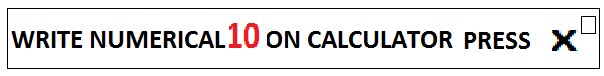 WRITE NUMERICAL 10 ON CALCULATOR PRESS x□